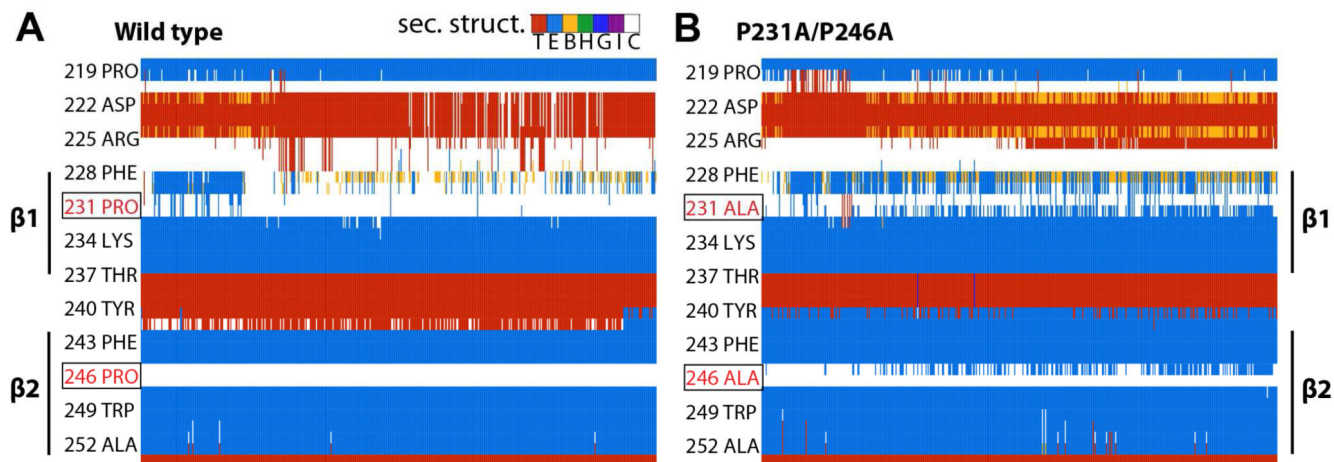 A Wild type sec. struct. T E B H G I C
219 PRO
222 ASP
225 ARG
228 PHE
231 PRO
234 LYS
237 THR
240 TYR
243 PHE
246 PRO
249 TRP
252 ALA
β1
β2
B P231A/P246A
219 PRO
222 ASP
225 ARG
228 PHE
231 ALA
234 LYS
237 THR
240 TYR
243 PHE
246 ALA
249 TRP
252 ALA
β1
β2